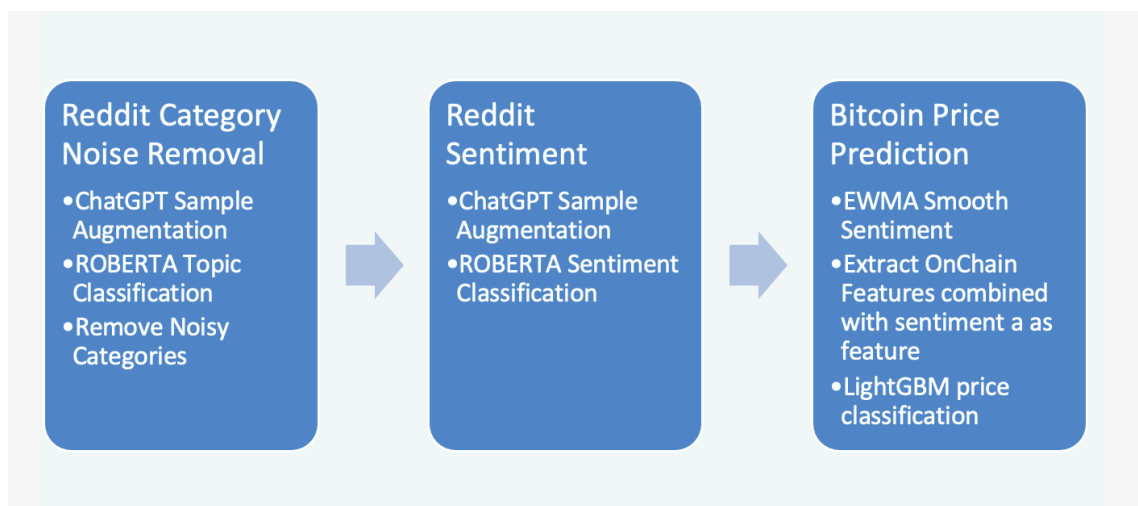 Reddit Category
Noise Removal
•ChatGPT Sample
Augmentation
•ROBERTA Topic
Classification
•Remove Noisy
Categories
Reddit
Sentiment
•ChatGPT Sample
Augmentation
•ROBERTA Sentiment
Classification
Bitcoin Price
Prediction
•EWMA Smooth
Sentiment
•Extract OnChain
Features combined
with sentiment a as
feature
•LightGBM price
classification